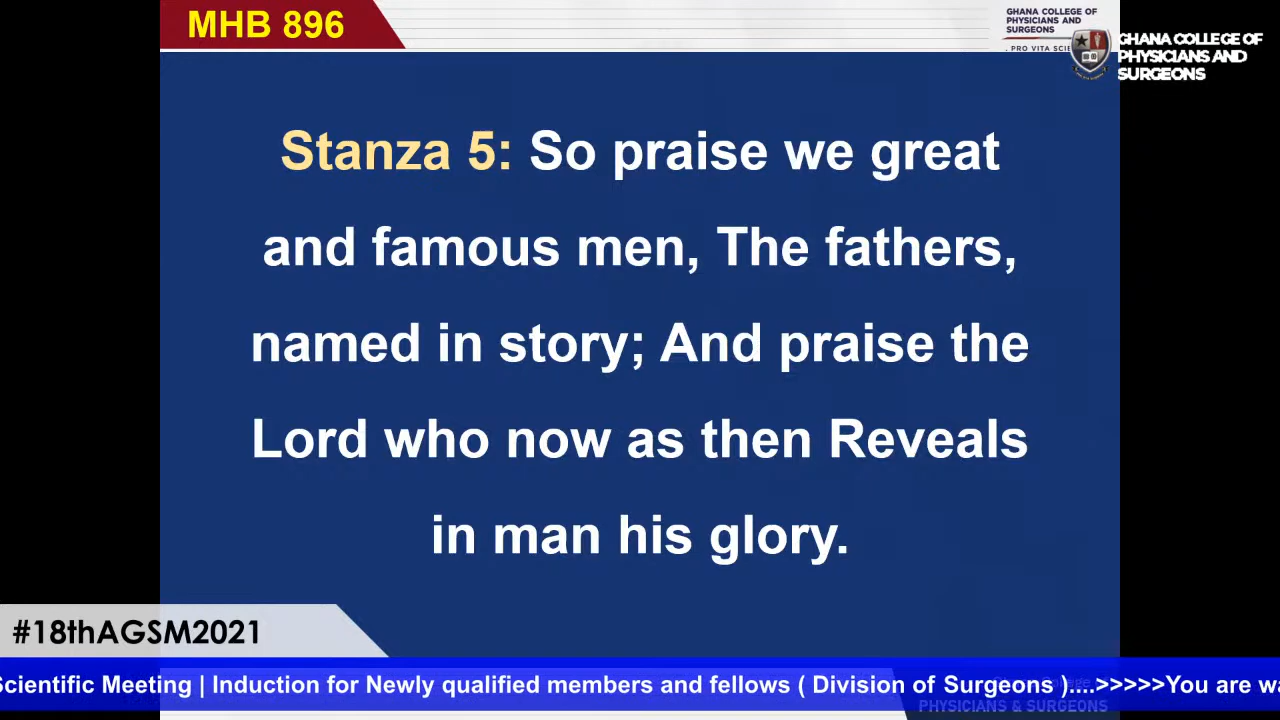 MHB 896
GHANA COLLEGE OF
PHYSICIANS AND
SURGEONS
PRO VITA
GHANA COLLEGE OF
PHYSICIANS AND
SURGEONS
Stanza 5: So praise we great
and famous men, The fathers,
named in story; And praise the
Lord who now as then Reveals
in man his glory.
#18thAGSM2021
Scientific Meeting | Induction for Newly qualified members and fellows ( Division of Surgeons )....>>>>>You are wa
PHYSICIANS & SURGEONS